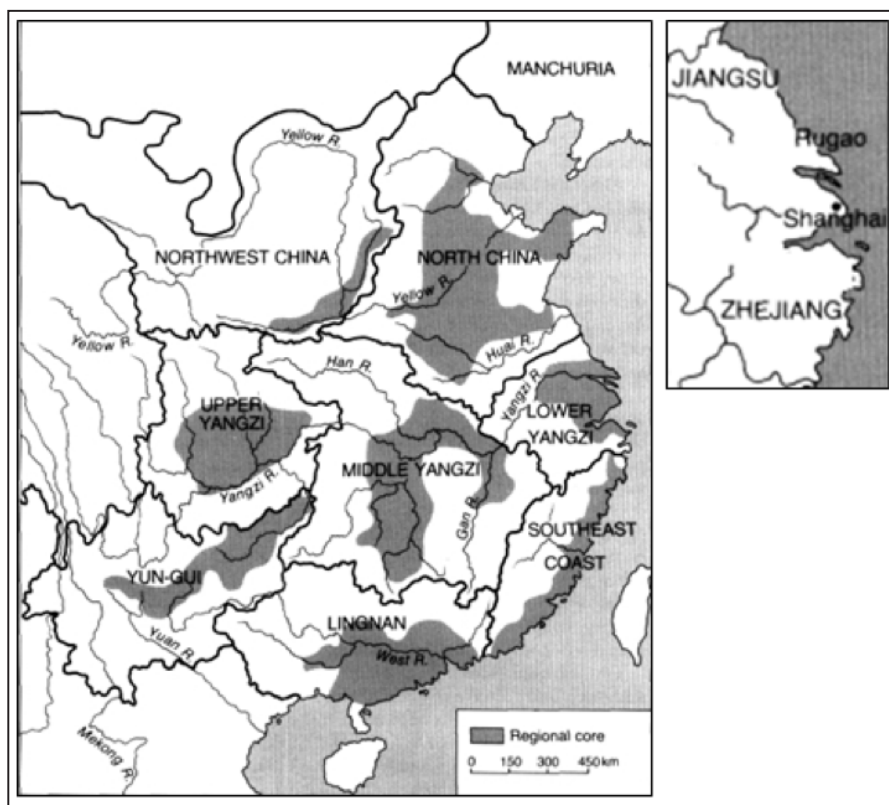 MANCHURIA
Yellow R.
NORTHWEST CHINA
NORTH CHINA
Yellow R.
Yellow R.
Huai R.
Han R.
Yangzi R.
UPPER
YANGZI
LOWER
YANGZI
MIDDLE YANGZI
Yangzi R.
Gan R.
SOUTHEAST
COAST
YUN-GUI
LINGNAN
Yuan R.
West R.
Mekong R.
Regional core
0 150 300 450 km
JIANGSU
Rugao
Shanghai
ZHEJIANG